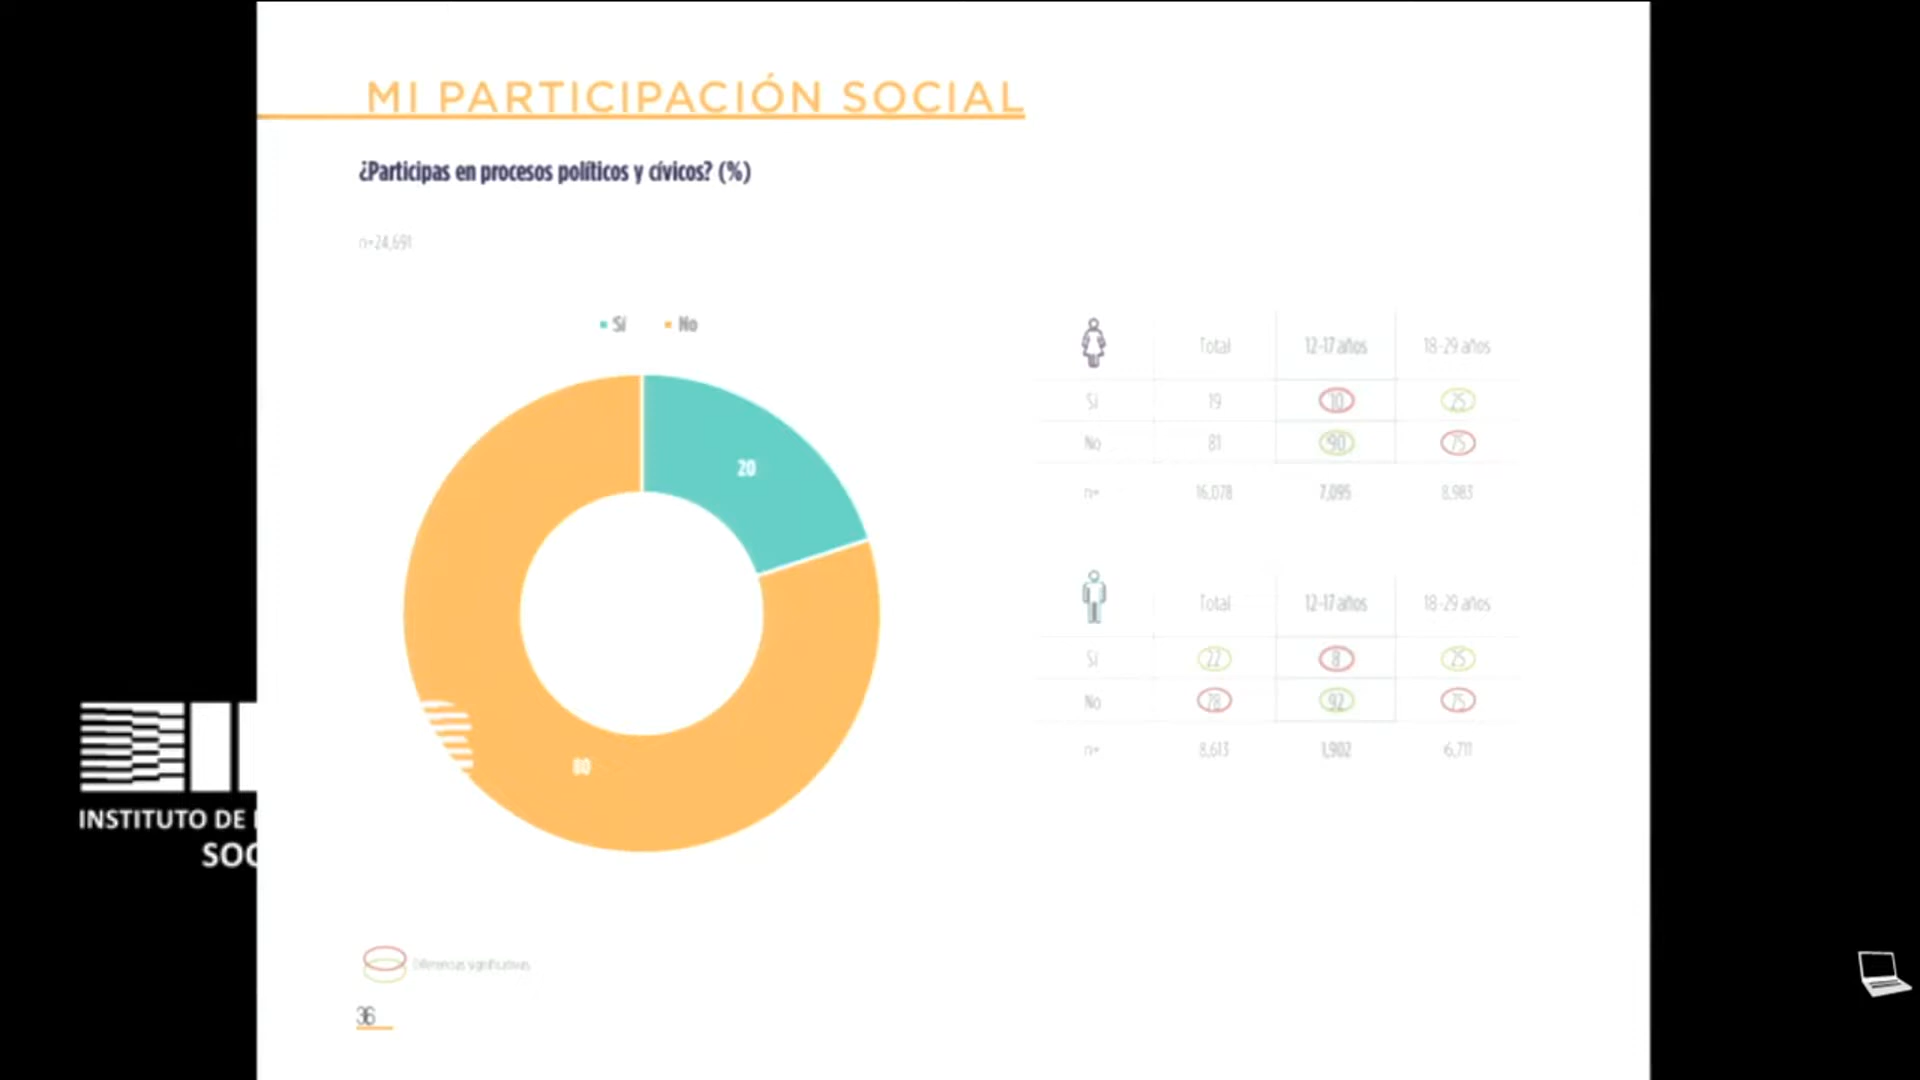 MI PARTICIPACIÓN SOCIAL
¿Participas en procesos políticos y cívicos? (%)
n=24,691
Sí No
20
80
Total 12-17 años 18-29 años
Sí 19 10 25
No 81 90 75
n= 16,078 7,095 8,983
Total 12-17 años 18-29 años
Sí 22 8 25
No 78 92 75
n= 8,613 1,902 6,711
INSTITUTO DE
SOC
Diferencias significativas
36